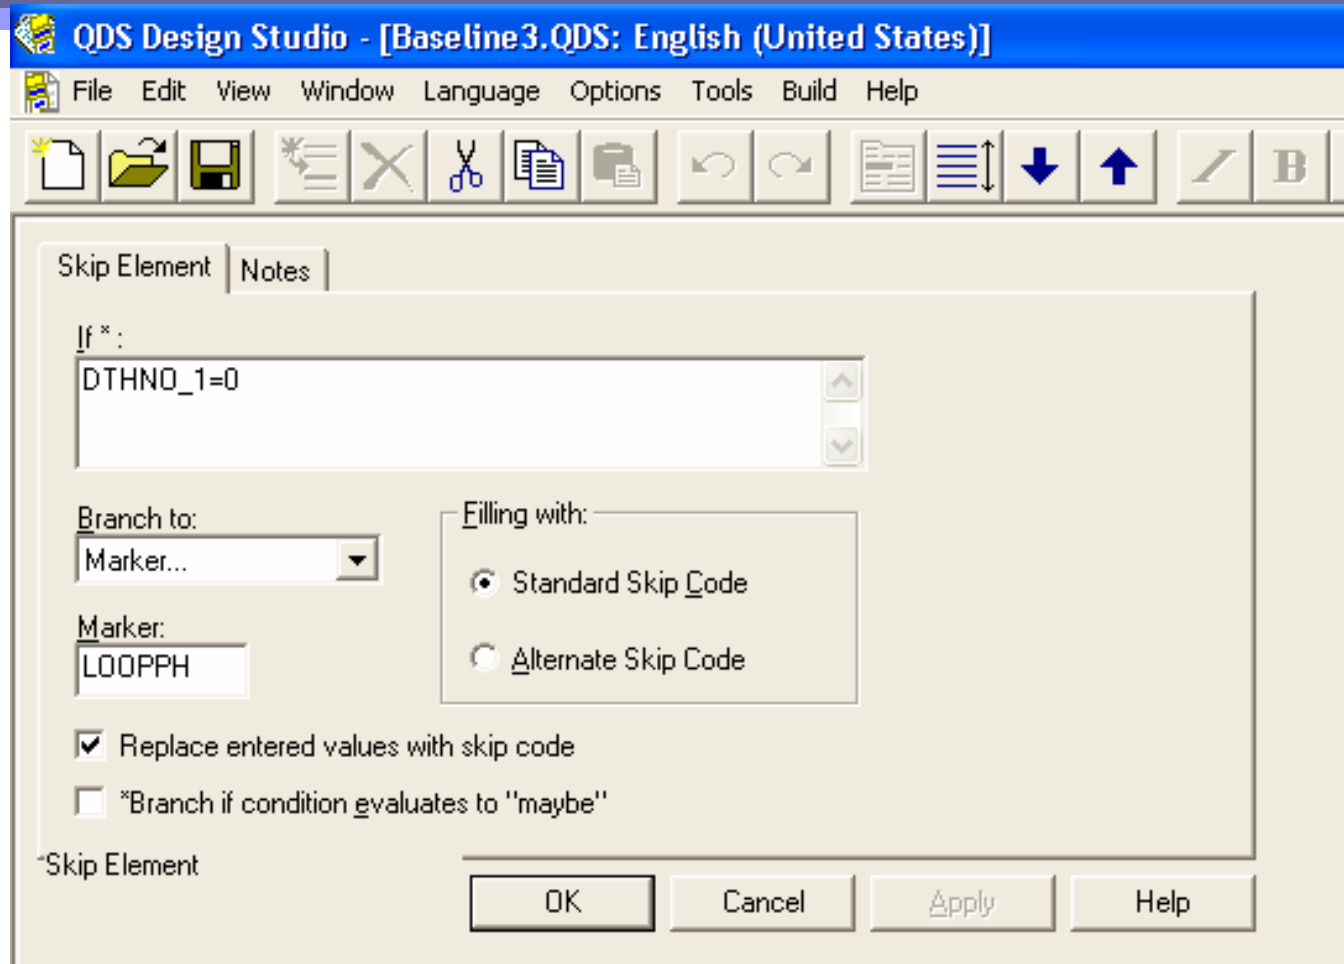 QDS Design Studio - [Baseline3.QDS: English (United States)]
File Edit View Window Language Options Tools Build Help
I B
Skip Element Notes
If * :
DTHNO_1=0
Branch to:
Marker...
Filling with:
Standard Skip Code
Alternate Skip Code
Marker:
LOOPPH
Replace entered values with skip code
*Branch if condition evaluates to "maybe"
Skip Element
OK Cancel Apply Help